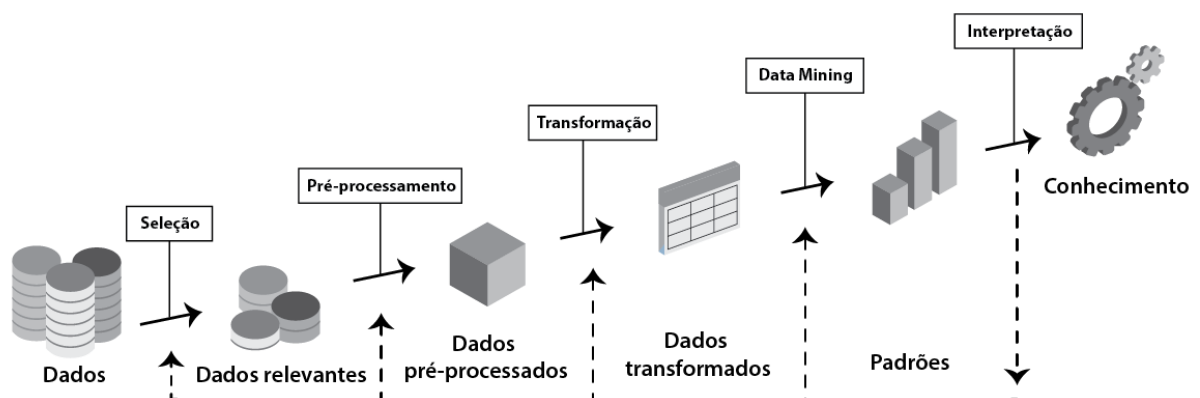 Seleção
Pré-processamento
Transformação
Data Mining
Interpretação
Dados
Dados relevantes
Dados
pré-processados
Dados
transformados
Padrões
Conhecimento